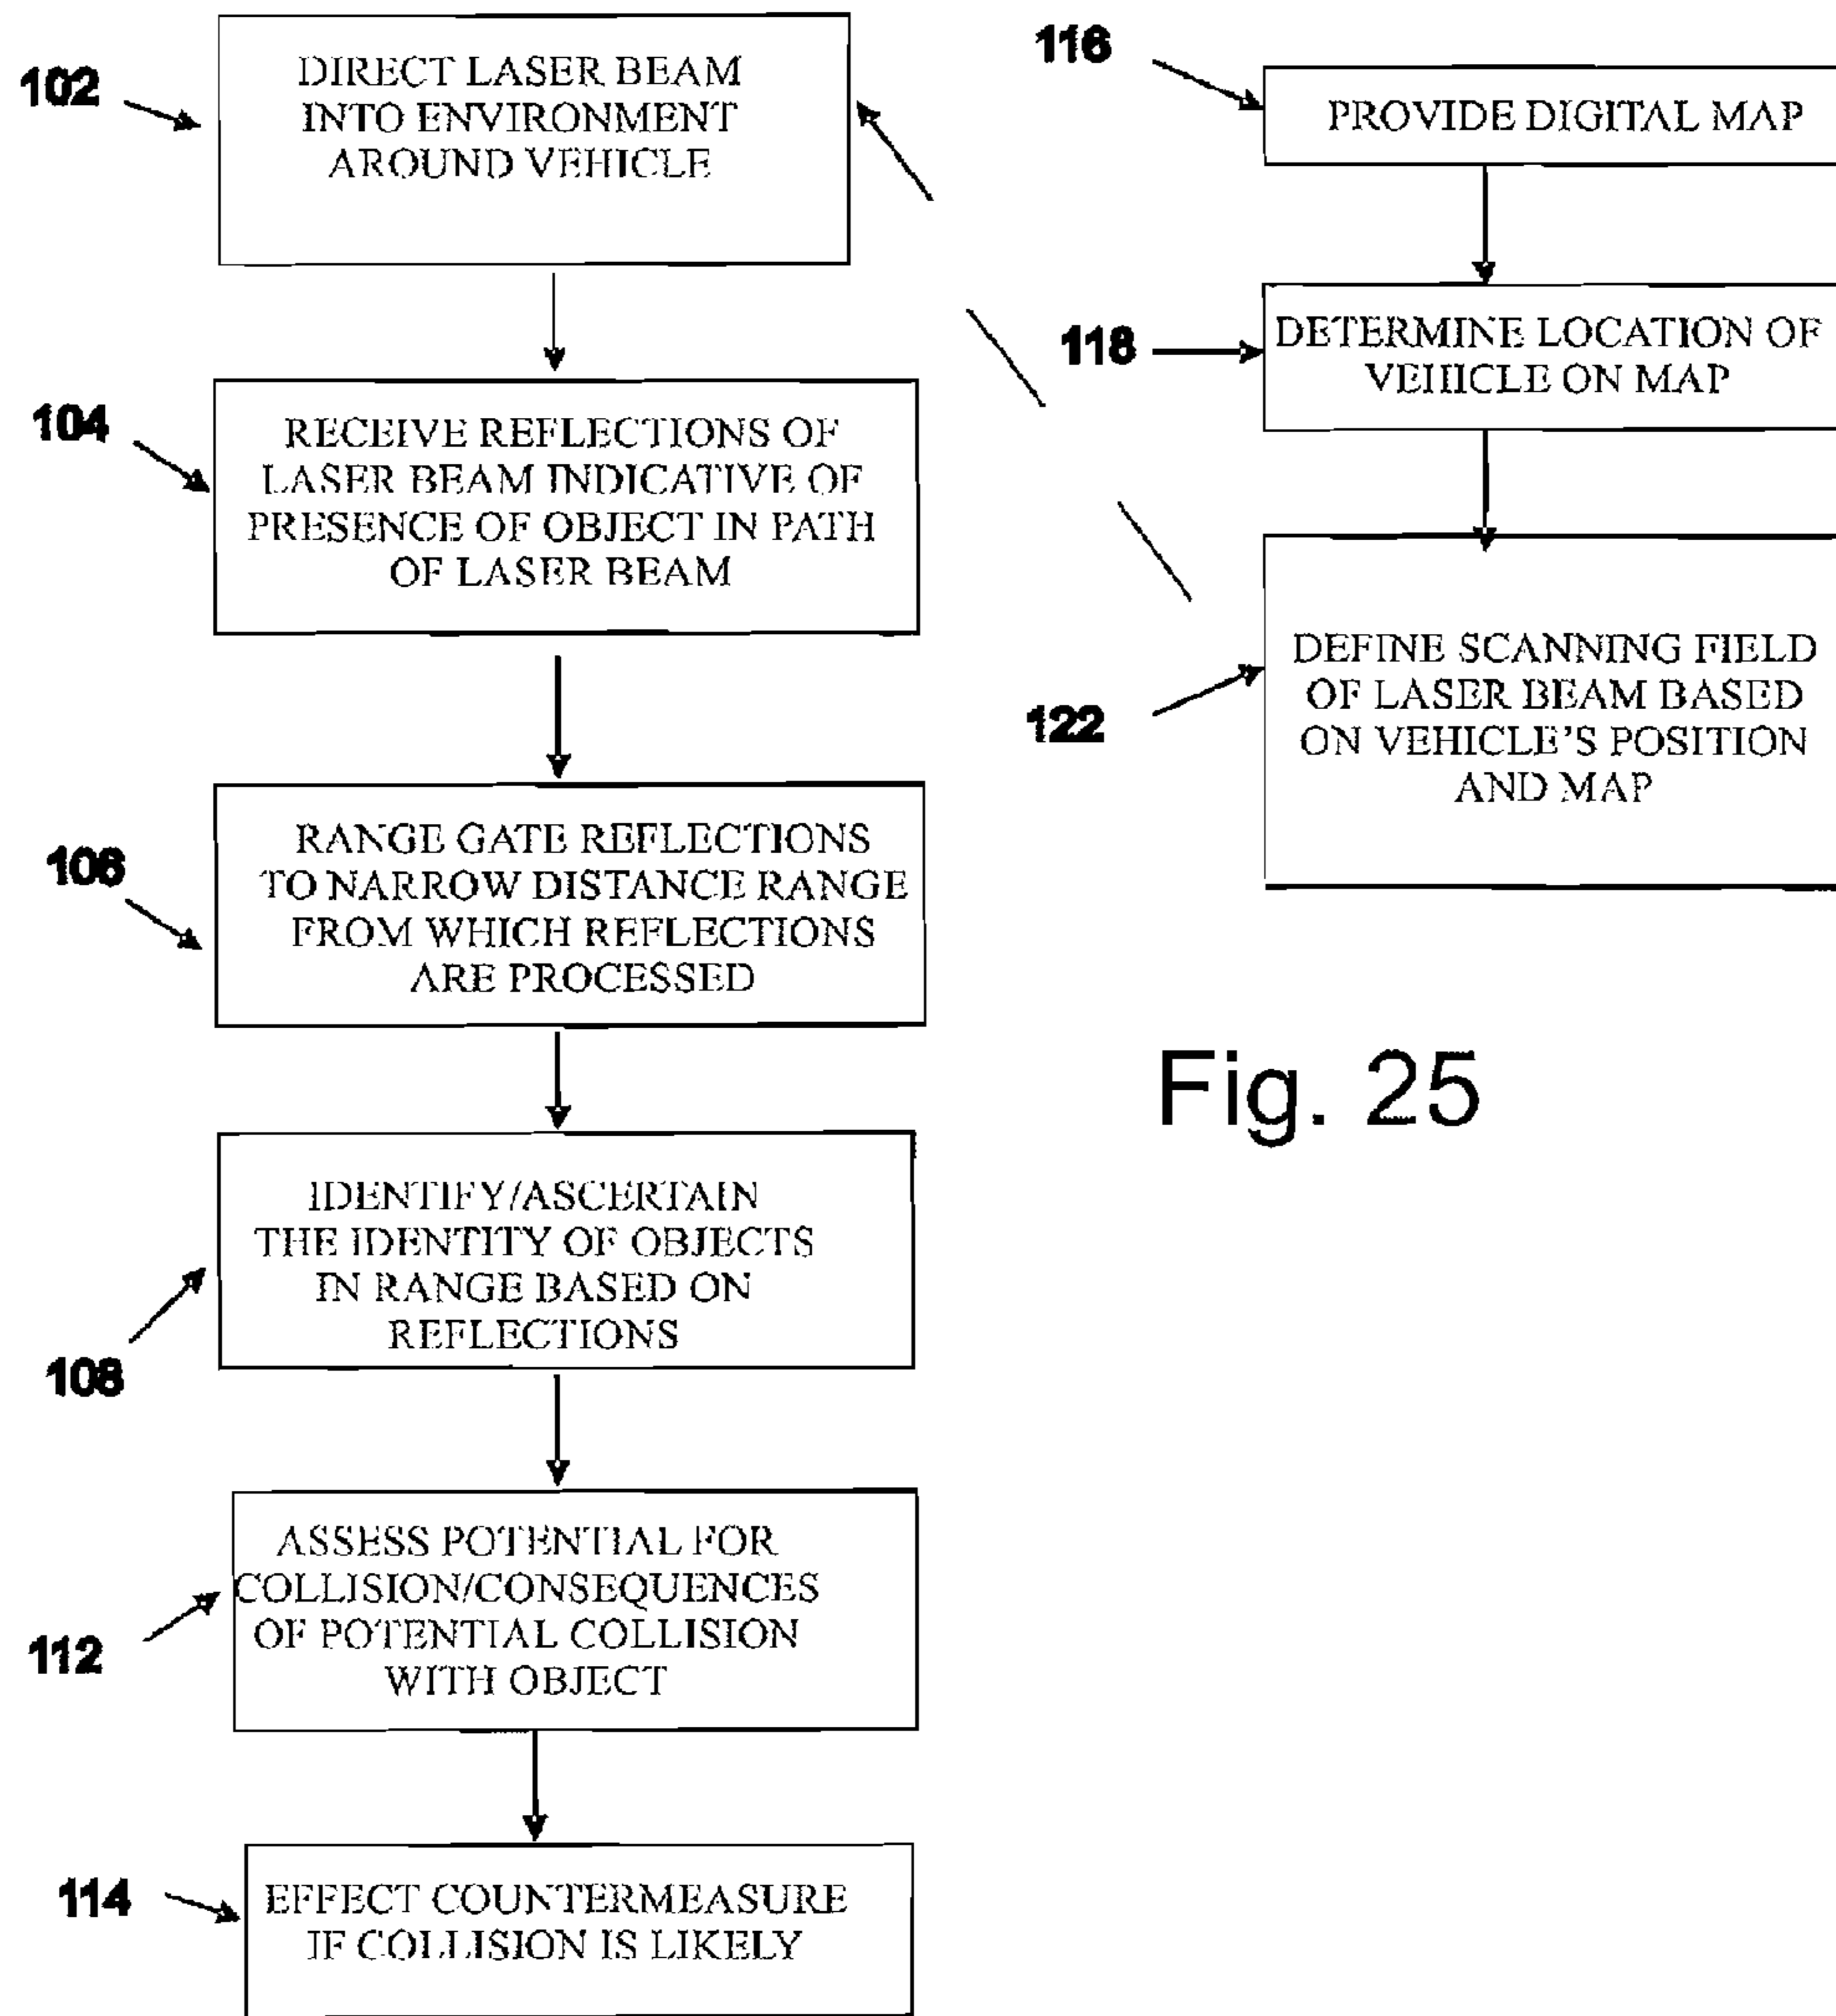 102
DIRECT LASER BEAM
INTO ENVIRONMENT
AROUND VEHICLE
104
RECEIVE REFLECTIONS OF
LASER BEAM INDICATIVE OF
PRESENCE OF OBJECT IN PATH
OF LASER BEAM
106
RANGE GATE REFLECTIONS
TO NARROW DISTANCE RANGE
FROM WHICH REFLECTIONS
ARE PROCESSED
IDENTIFY/ASCERTAIN
THE IDENTITY OF OBJECTS
IN RANGE BASED ON
REFLECTIONS
108
ASSESS POTENTIAL FOR
COLLISION/CONSEQUENCES
OF POTENTIAL COLLISION
WITH OBJECT
112
114
EFFECT COUNTERMEASURE
IF COLLISION IS LIKELY
116
PROVIDE DIGITAL MAP
118
DETERMINE LOCATION OF
VEHICLE ON MAP
122
DEFINE SCANNING FIELD
OF LASER BEAM BASED
ON VEHICLE'S POSITION
AND MAP
Fig. 25